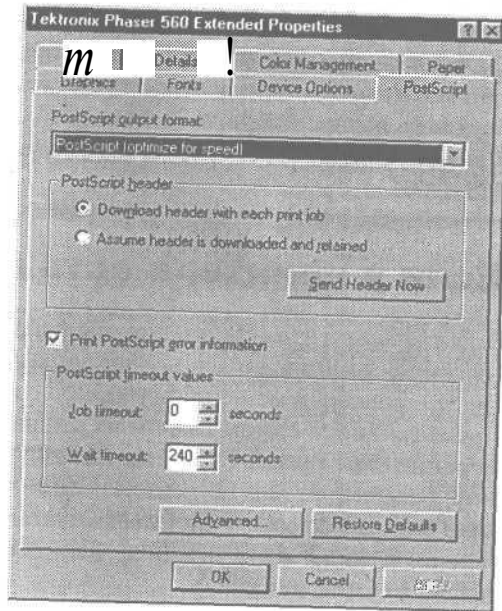 Tektronix Phaser 560 Extended Properties
m Details !
Color Management
Paper
Graphics
Fonts
Device Options
PostScript
PostScript output format:
PostScript (optimize for speed)
PostScript header
Download header with each print job
Assume header is downloaded and retained
Send Header Now
Print PostScript error information
PostScript timeout values
Job timeout: 0 seconds
Wait timeout: 240 seconds
Advanced...
Restore Defaults
OK
Cancel
Apply